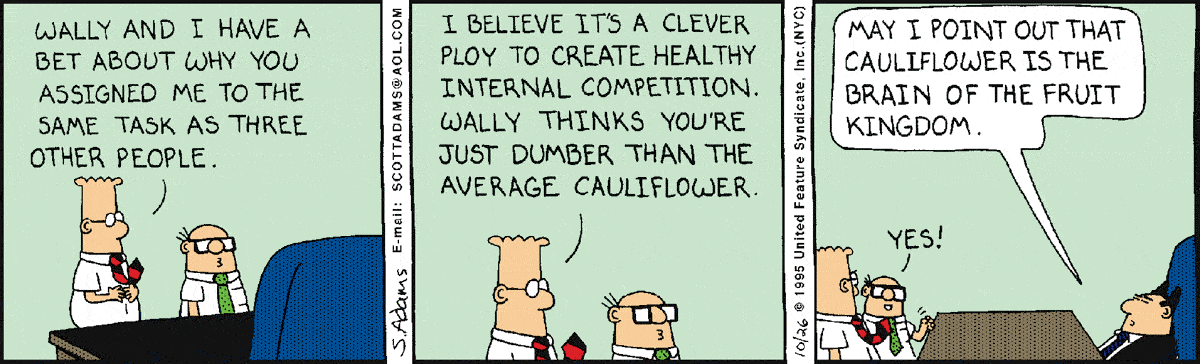 WALLY AND I HAVE A
BET ABOUT WHY YOU
ASSIGNED ME TO THE
SAME TASK AS THREE
OTHER PEOPLE.
S.Adams E-mail: SCOTTADAMS@AOL.COM
I BELIEVE IT'S A CLEVER
PLOY TO CREATE HEALTHY
INTERNAL COMPETITION.
WALLY THINKS YOU'RE
JUST DUMBER THAN THE
AVERAGE CAULIFLOWER.
10/26 © 1995 United Feature Syndicate, Inc.(NYC)
MAY I POINT OUT THAT
CAULIFLOWER IS THE
BRAIN OF THE FRUIT
KINGDOM.
YES!